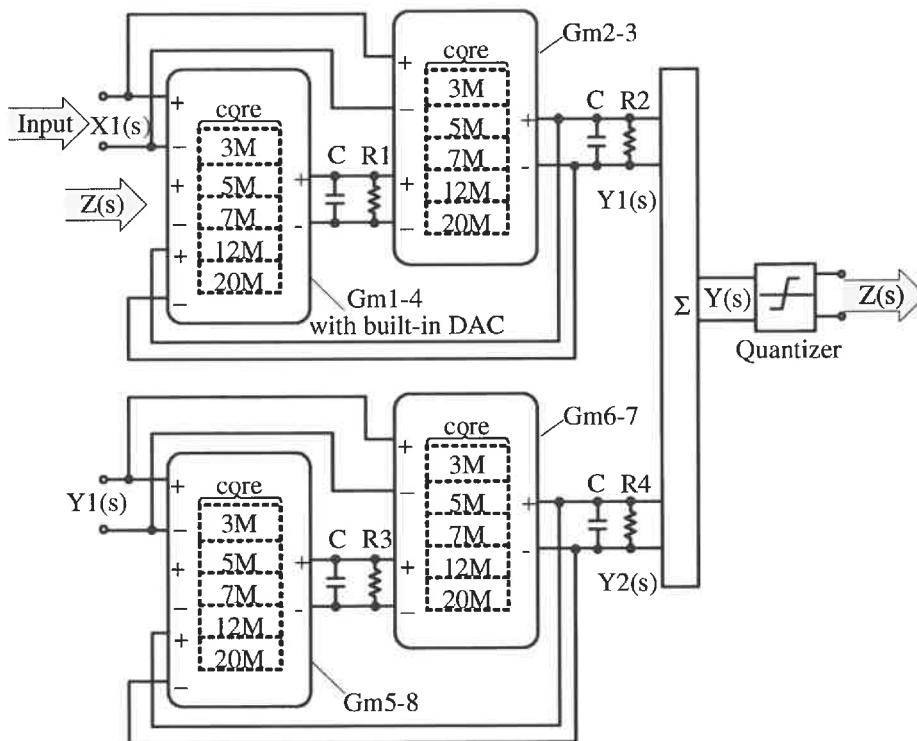 core
Gm2-3
+
3M
−
5M
7M
12M
20M
+
-
+
−
C R2
Y1(s)
Input
X1(s)
Z(s)
core
+
3M
−
5M
+
7M
−
12M
+
20M
−
+
-
C R1
Gm1-4
with built-in DAC
Σ
Y(s)
Quantizer
Z(s)
core
Gm6-7
+
3M
−
5M
7M
12M
20M
+
-
+
−
C R4
Y2(s)
Y1(s)
core
+
3M
−
5M
+
7M
−
12M
+
20M
−
+
-
C R3
Gm5-8